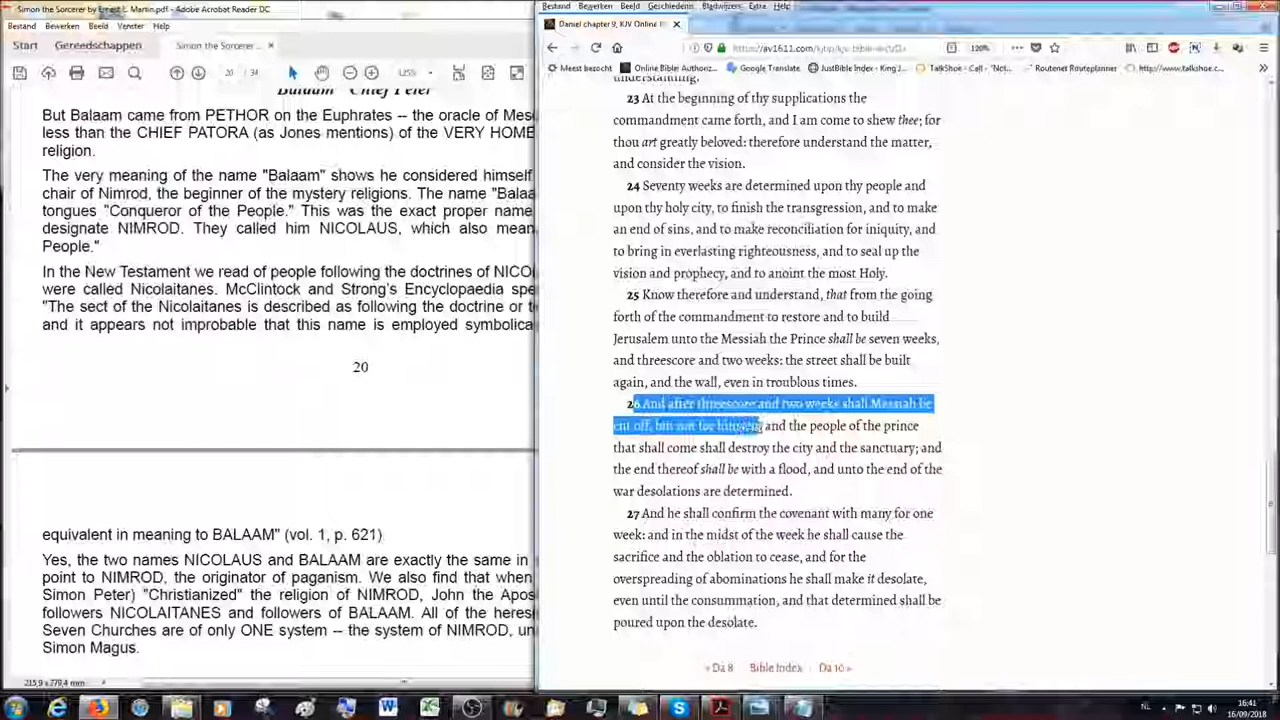 Simon the Sorcerer by Ernest L. Martin.pdf - Adobe Acrobat Reader DC
Bestand Bewerken Beeld Venster Help
Start Gereedschappen Simon the Sorcerer ... ×
20 / 34
Balaam "Chief Peter"
But Balaam came from PETHOR on the Euphrates -- the oracle of Mes
less than the CHIEF PATORA (as Jones mentions) of the VERY HOME
religion.
The very meaning of the name "Balaam" shows he considered himself
chair of Nimrod, the beginner of the mystery religions. The name "Balaa
tongues "Conqueror of the People." This was the exact proper name
designate NIMROD. They called him NICOLAUS, which also mean
People."
In the New Testament we read of people following the doctrines of NICO
were called Nicolaitanes. McClintock and Strong's Encyclopaedia spe
"The sect of the Nicolaitanes is described as following the doctrine or t
and it appears not improbable that this name is employed symbolica
20
equivalent in meaning to BALAAM" (vol. 1, p. 621)
Yes, the two names NICOLAUS and BALAAM are exactly the same in
point to NIMROD, the originator of paganism. We also find that when
Simon Peter) "Christianized" the religion of NIMROD, John the Apos
followers NICOLAITANES and followers of BALAAM. All of the heres
Seven Churches are of only ONE system -- the system of NIMROD, un
Simon Magus.
215,9 x 279,4 mm
Bestand Bewerken Beeld Geschiedenis Bladwijzers Extra Help
Daniel chapter 9, KJV Online
120%
Meest bezocht Online Bible Authoriz... Google Translate JustBible Index - King J... TalkShoe - Call - "Not... Routenet Routeplanner http://www.talkshoe.c...
understanding.
23 At the beginning of thy supplications the
commandment came forth, and I am come to shew thee; for
thou art greatly beloved: therefore understand the matter,
and consider the vision.
24 Seventy weeks are determined upon thy people and
upon thy holy city, to finish the transgression, and to make
an end of sins, and to make reconciliation for iniquity, and
to bring in everlasting righteousness, and to seal up the
vision and prophecy, and to anoint the most Holy.
25 Know therefore and understand, that from the going
forth of the commandment to restore and to build
Jerusalem unto the Messiah the Prince shall be seven weeks,
and threescore and two weeks: the street shall be built
again, and the wall, even in troublous times.
26 And after threescore and two weeks shall Messiah be
cut off, but not for himself: and the people of the prince
that shall come shall destroy the city and the sanctuary; and
the end thereof shall be with a flood, and unto the end of the
war desolations are determined.
27 And he shall confirm the covenant with many for one
week: and in the midst of the week he shall cause the
sacrifice and the oblation to cease, and for the
overspreading of abominations he shall make it desolate,
even until the consummation, and that determined shall be
poured upon the desolate.
« Da 8 Bible Index Da 10 »
NL 16:41
16/09/2018